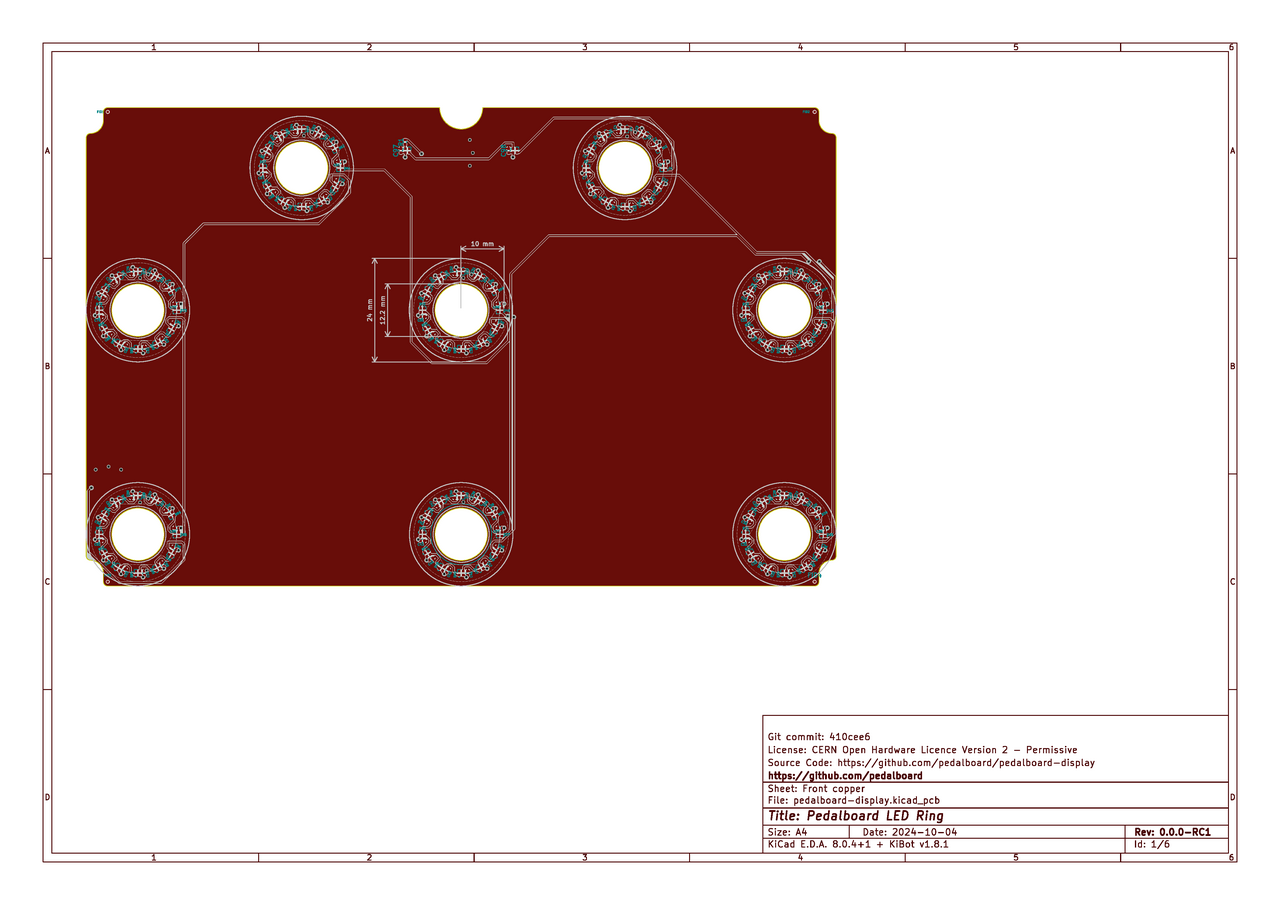 1 2 3 4 5 6
A A
10 mm
24 mm
12.2 mm
B B
C C
Git commit: 410cee6
License: CERN Open Hardware Licence Version 2 – Permissive
Source Code: https://github.com/pedalboard/pedalboard-display
https://github.com/pedalboard
Sheet: Front copper
File: pedalboard-display.kicad_pcb
D D
Title: Pedalboard LED Ring
Size: A4 Date: 2024-10-04 Rev: 0.0.0-RC1
KiCad E.D.A. 8.0.4+1 + KiBot v1.8.1 Id: 1/6
1 2 3 4 5 6